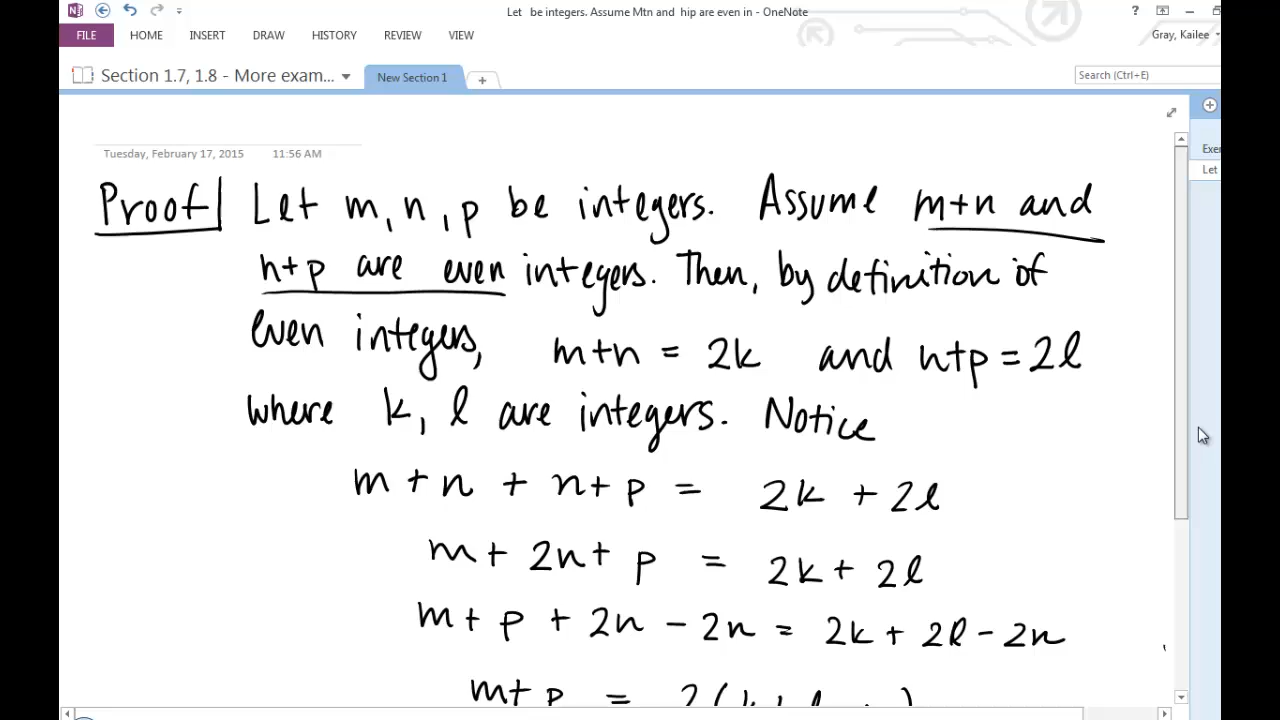 Let be integers. Assume Mtn and hip are even in - OneNote
?
FILE HOME INSERT DRAW HISTORY REVIEW VIEW
Gray, Kailee
Section 1.7, 1.8 - More exam...
New Section 1
+
Search (Ctrl+E)
Tuesday, February 17, 2015 11:56 AM
Exer
Let
Proof Let m, n, p be integers. Assume m+n and
n+p are even integers. Then, by definition of
even integers, m+n = 2k and n+p = 2l
where k, l are integers. Notice
m + n + n + p = 2k + 2l
m + 2n + p = 2k + 2l
m + p + 2n - 2n = 2k + 2l - 2n
m + p = 2(k + l